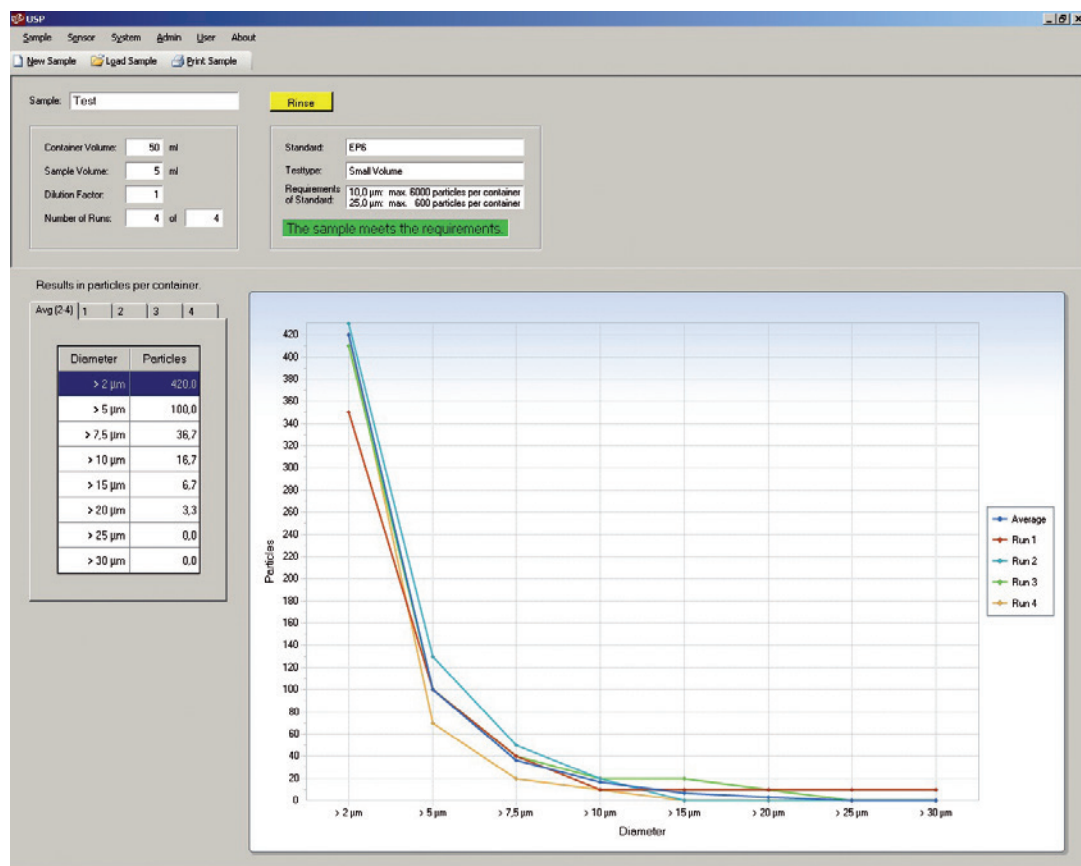 USP
Sample Sensor System Admin User About
New Sample Load Sample Print Sample
Sample: Test
Rinse
Container Volume: 50 ml
Sample Volume: 5 ml
Dilution Factor: 1
Number of Runs: 4 of 4
Standard: EP6
Testtype: Small Volume
Requirements of Standard:
10,0 µm: max. 6000 particles per container
25,0 µm: max. 600 particles per container
The sample meets the requirements.
Results in particles per container.
Avg (2-4) 1 2 3 4
Diameter Particles
> 2 µm 420,0
> 5 µm 100,0
> 7,5 µm 36,7
> 10 µm 16,7
> 15 µm 6,7
> 20 µm 3,3
> 25 µm 0,0
> 30 µm 0,0
Particles
420
400
380
360
340
320
300
280
260
240
220
200
180
160
140
120
100
80
60
40
20
0
> 2 µm > 5 µm > 7,5 µm > 10 µm > 15 µm > 20 µm > 25 µm > 30 µm
Diameter
Average
Run 1
Run 2
Run 3
Run 4